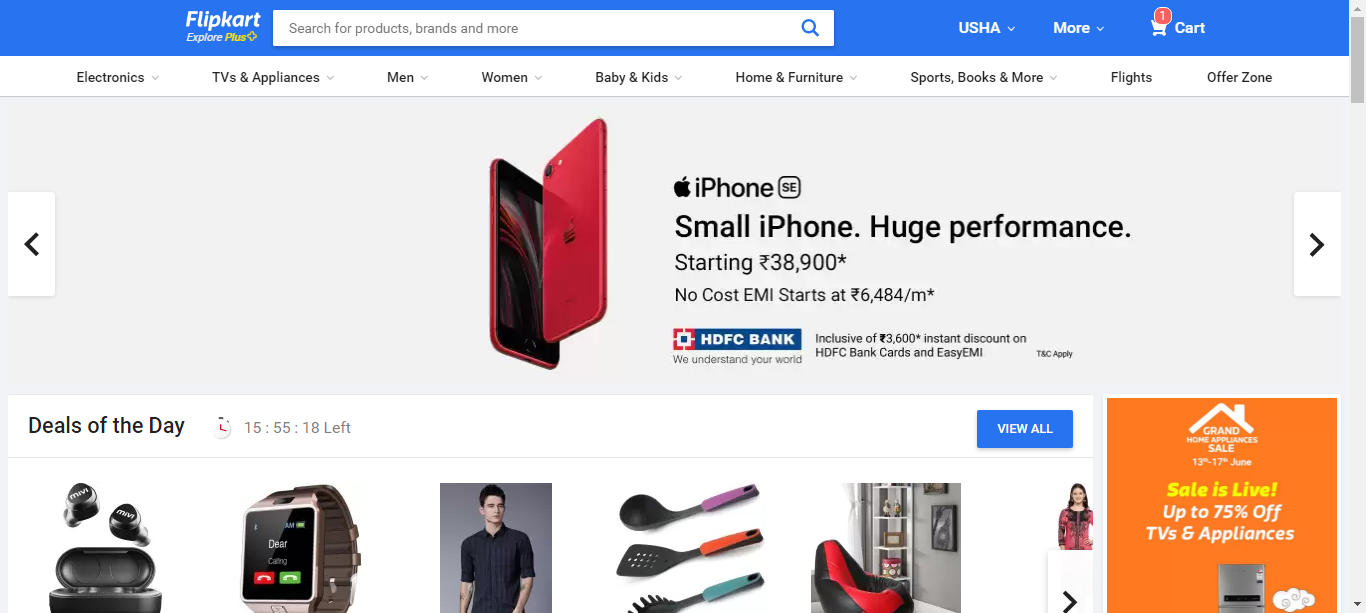 Flipkart
Explore Plus
Search for products, brands and more
USHA
More
1
Cart
Electronics
TVs & Appliances
Men
Women
Baby & Kids
Home & Furniture
Sports, Books & More
Flights
Offer Zone
iPhone SE
Small iPhone. Huge performance.
Starting ₹38,900*
No Cost EMI Starts at ₹6,484/m*
HDFC BANK
We understand your world
Inclusive of ₹3,600* instant discount on
HDFC Bank Cards and EasyEMI
T&C Apply
Deals of the Day
15 : 55 : 18 Left
VIEW ALL
GRAND
HOME APPLIANCES
SALE
13th-17th June
Sale is Live!
Up to 75% Off
TVs & Appliances
mivi
mivi
AM
Dear
Calling